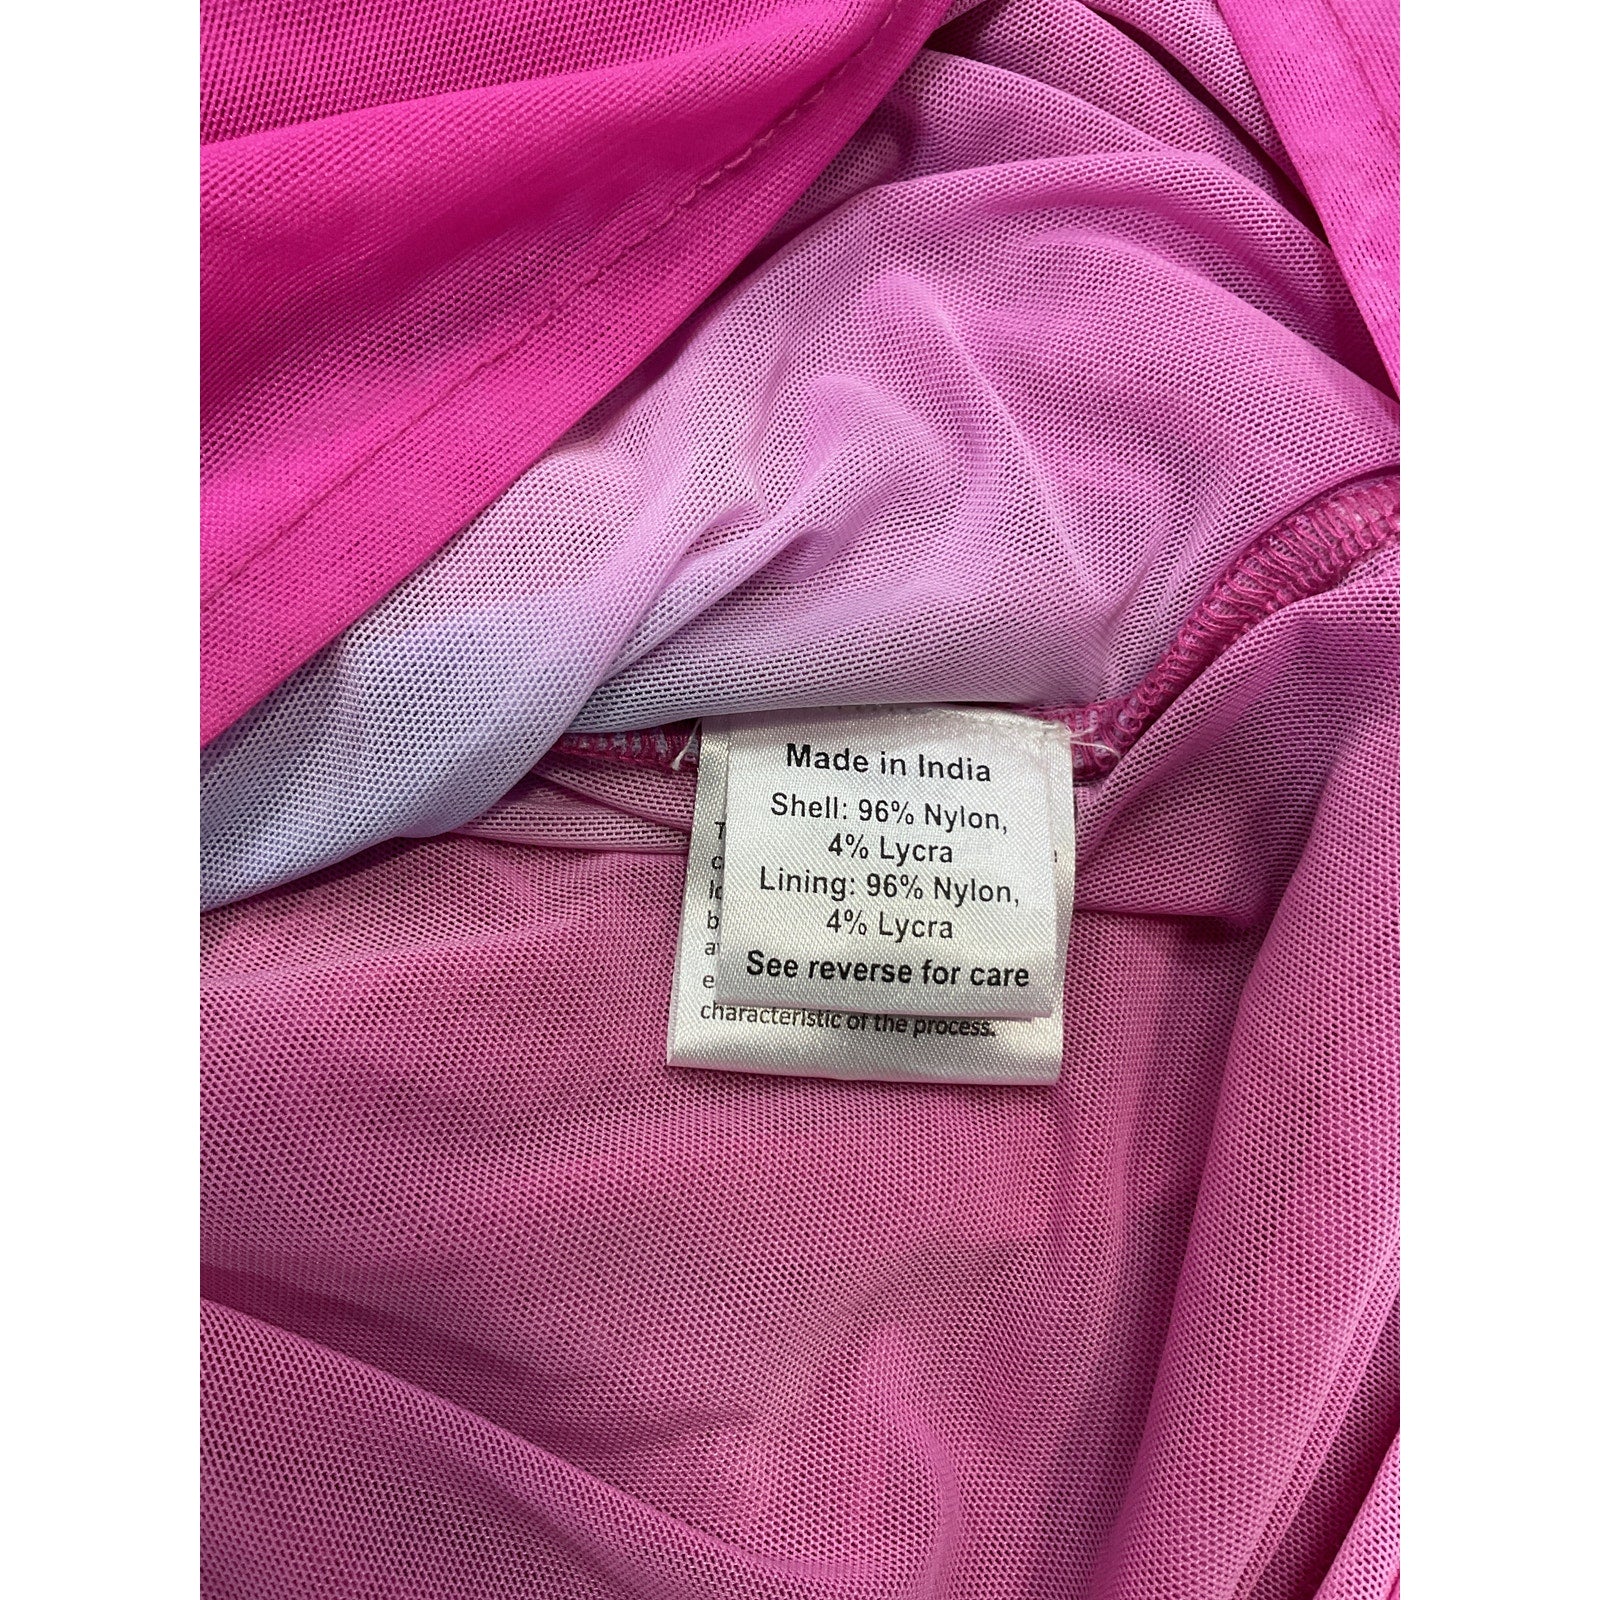 Made in India
Shell: 96% Nylon,
4% Lycra
Lining: 96% Nylon,
4% Lycra
See reverse for care
characteristic of the process.